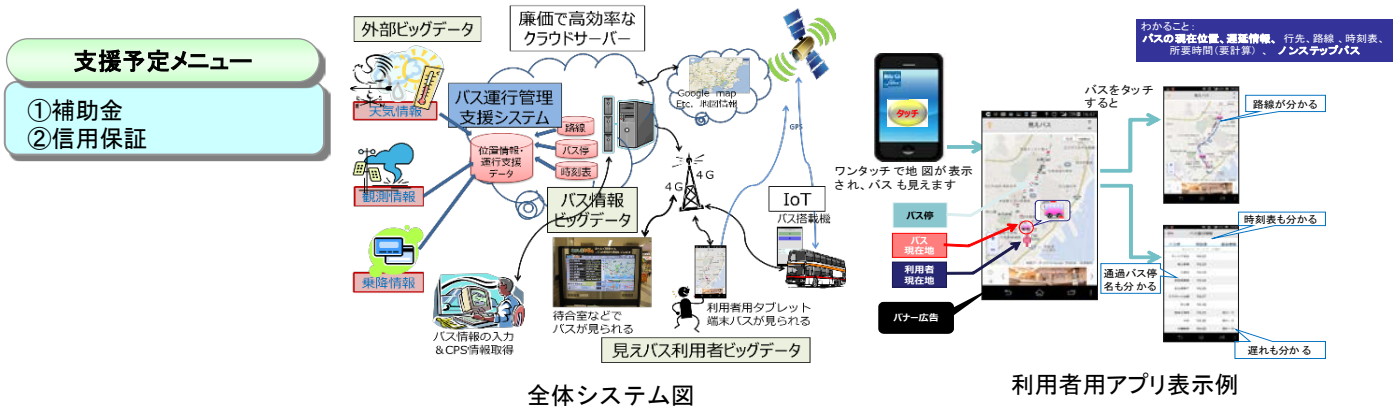 支援予定メニュー
①補助金
②信用保証
外部ビッグデータ
天気情報
観測情報
乗降情報
廉価で高効率な
クラウドサーバー
バス運行管理
支援システム
位置情報・
運行支援
データ
路線
バス停
時刻表
Google map
Etc. 地図情報
バス情報
ビッグデータ
4G
4G
GPS
IoT
バス搭載機
バス情報の入力
＆CPS情報取得
待合室などで
バスが見られる
利用者用タブレット
端末バスが見られる
見えバス利用者ビッグデータ
全体システム図
わかること：
バスの現在位置、遅延情報、行先、路線、時刻表、
所要時間(要計算)、ノンステップバス
タッチ
ワンタッチで地図が表示
され、バスも見えます
見えバス
バスをタッチ
すると
路線が分かる
バス停
バス
現在地
利用者
現在地
バナー広告
時刻表も分かる
通過バス停
名も分かる
遅れも分かる
利用者用アプリ表示例